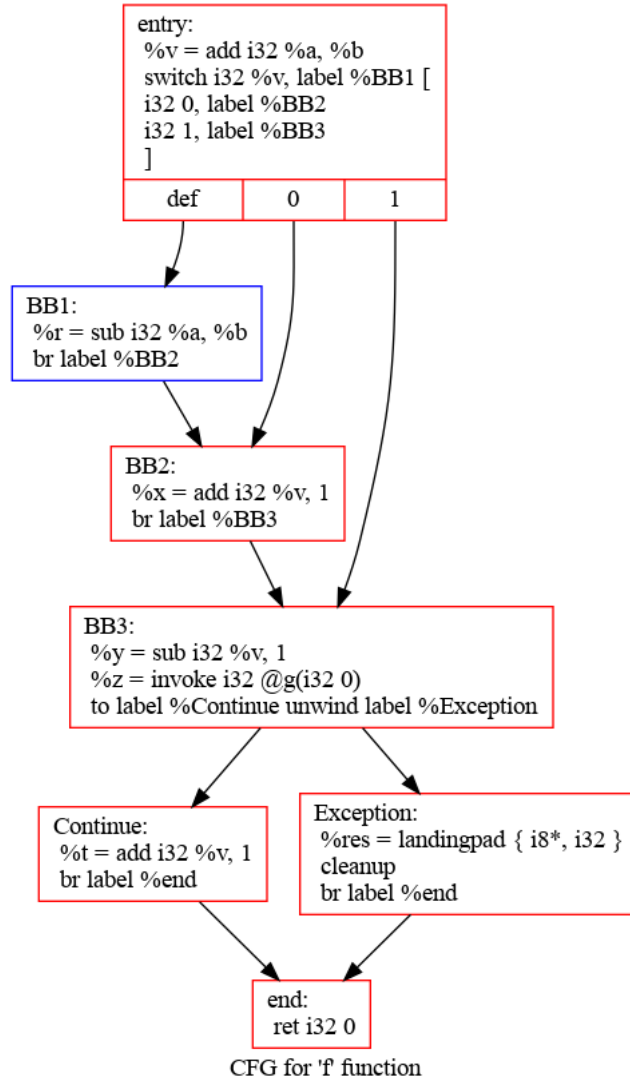 entry:
%v = add i32 %a, %b
switch i32 %v, label %BB1 [
i32 0, label %BB2
i32 1, label %BB3
]
def 0 1
BB1:
%r = sub i32 %a, %b
br label %BB2
BB2:
%x = add i32 %v, 1
br label %BB3
BB3:
%y = sub i32 %v, 1
%z = invoke i32 @g(i32 0)
to label %Continue unwind label %Exception
Continue:
%t = add i32 %v, 1
br label %end
Exception:
%res = landingpad { i8*, i32 }
cleanup
br label %end
end:
ret i32 0
CFG for 'f' function